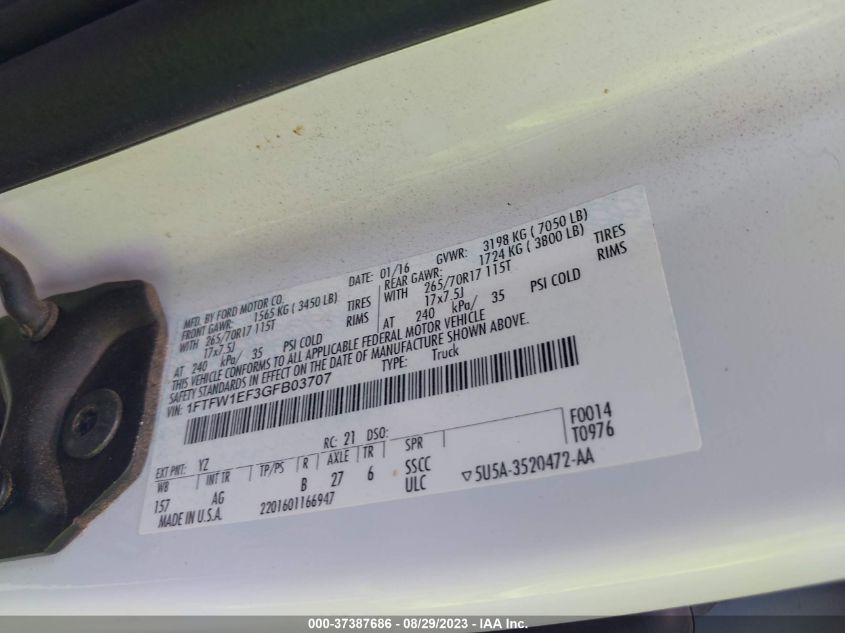 MFD. BY FORD MOTOR CO.
DATE: 01/16 GVWR: 3198 KG ( 7050 LB)
FRONT GAWR: 1565 KG ( 3450 LB) REAR GAWR: 1724 KG ( 3800 LB)
WITH 265/70R17 115T TIRES WITH 265/70R17 115T TIRES
17x7.5J RIMS 17x7.5J RIMS
AT 240 kPa/ 35 PSI COLD AT 240 kPa/ 35 PSI COLD
THIS VEHICLE CONFORMS TO ALL APPLICABLE FEDERAL MOTOR VEHICLE
SAFETY STANDARDS IN EFFECT ON THE DATE OF MANUFACTURE SHOWN ABOVE.
VIN: 1FTFW1EF3GFB03707 TYPE: Truck
F0014
T0976
EXT PNT: YZ RC: 21 DSO:
WB INT TR TP/PS R AXLE TR SPR
157 AG B 27 6 SSCC
ULC
5U5A-3520472-AA
MADE IN U.S.A. 2201601166947
000-37387686 - 08/29/2023 - IAA Inc.